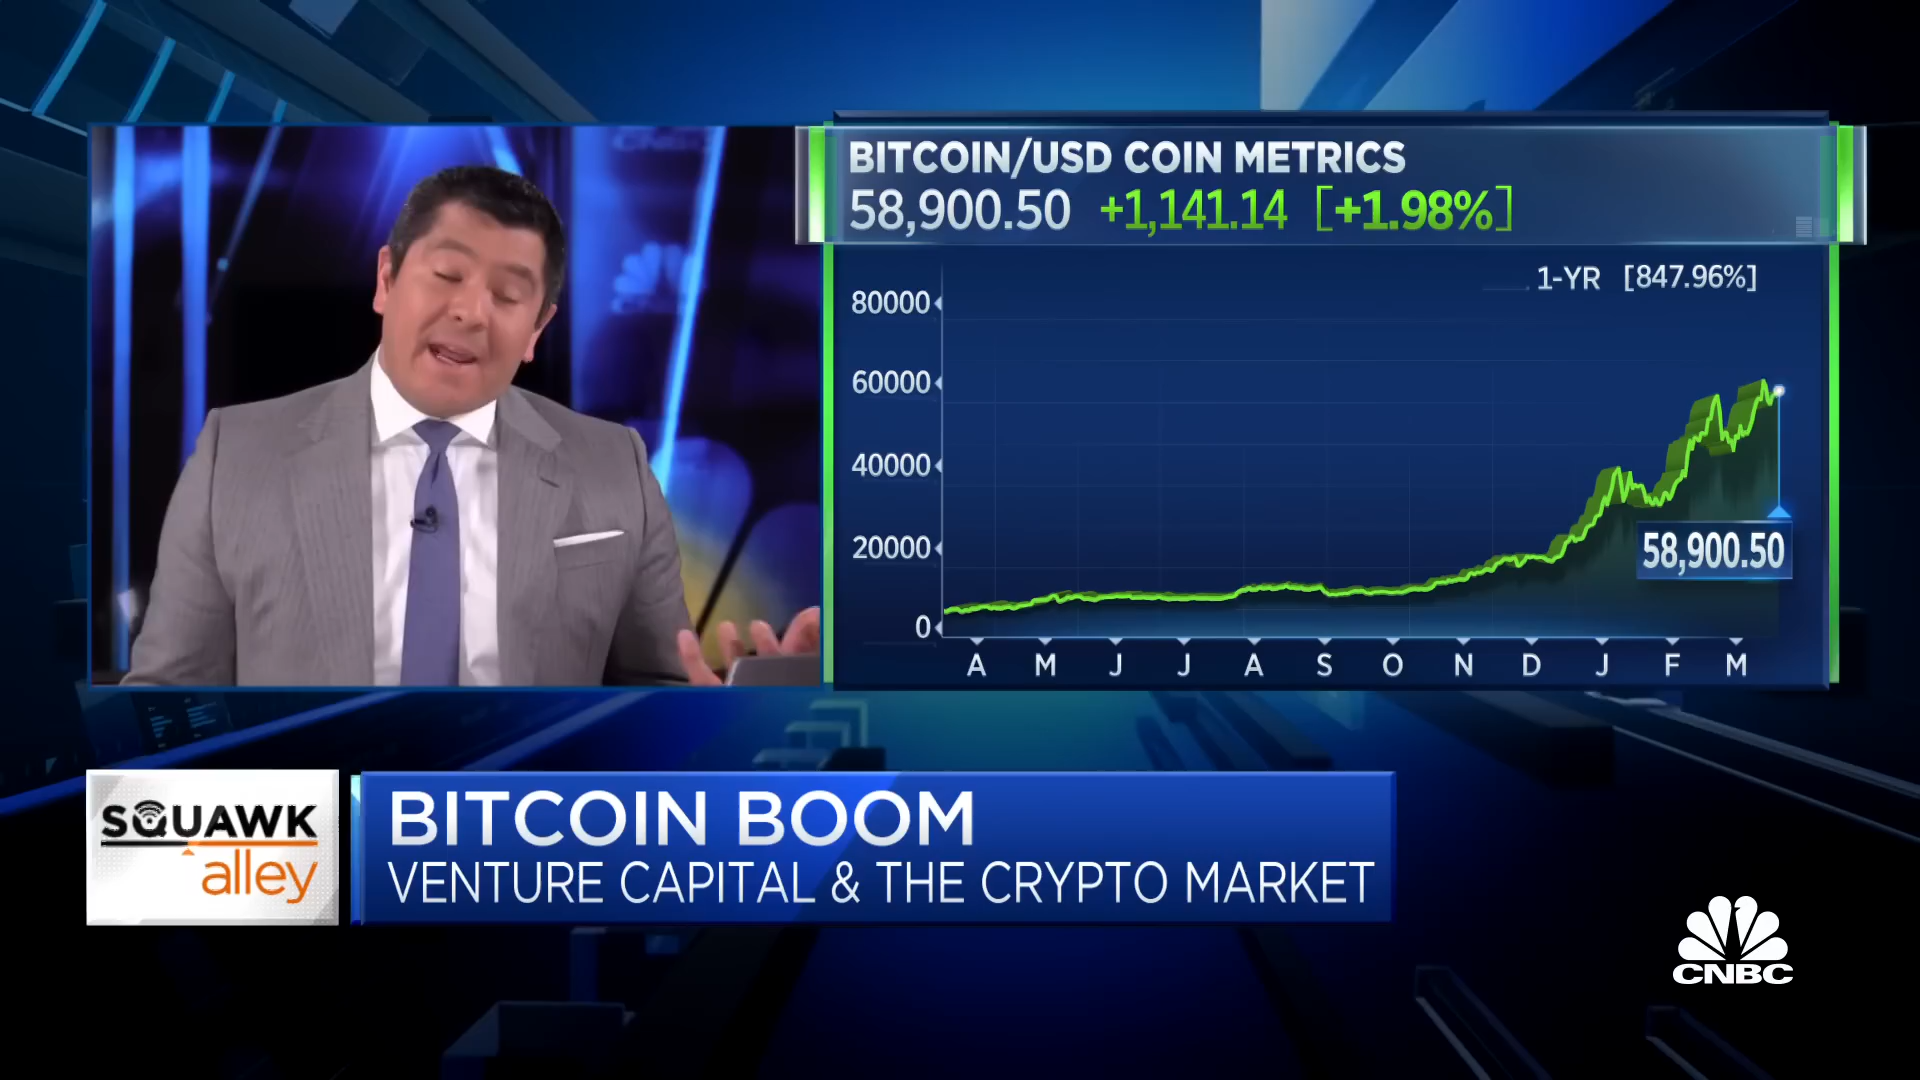 BITCOIN/USD COIN METRICS
58,900.50 +1,141.14 [+1.98%]
1-YR [847.96%]
80000
60000
40000
20000
0
58,900.50
A M J J A S O N D J F M
SQUAWK
alley
BITCOIN BOOM
VENTURE CAPITAL & THE CRYPTO MARKET
CNBC